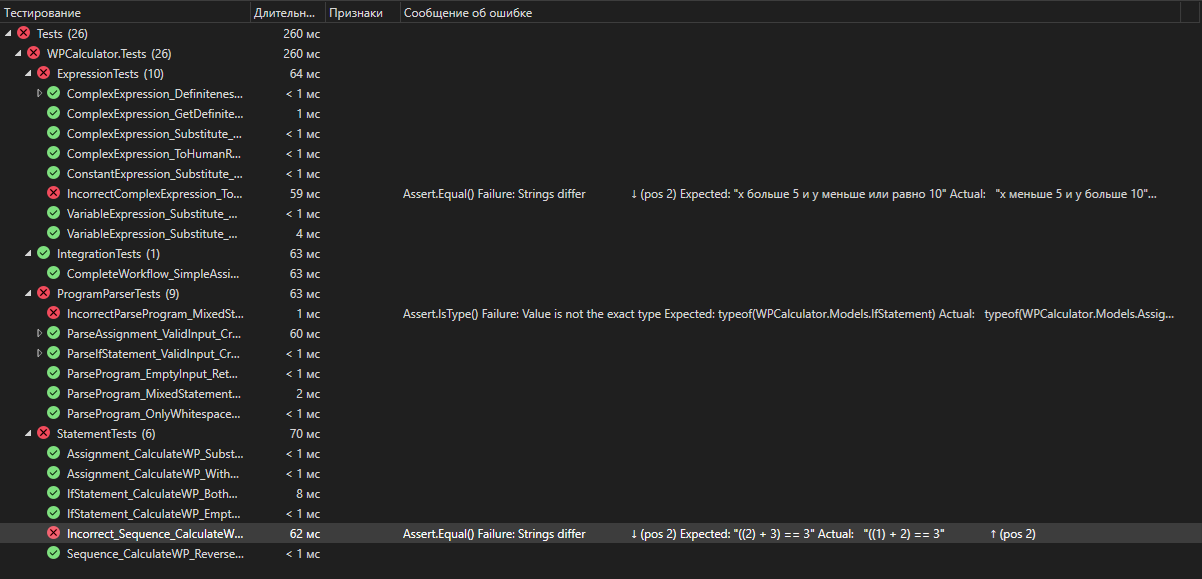 Тестирование Длительн... Признаки Сообщение об ошибке
Tests (26) 260 мс
WPCalculator.Tests (26) 260 мс
ExpressionTests (10) 64 мс
ComplexExpression_Definitenes... < 1 мс
ComplexExpression_GetDefinite... 1 мс
ComplexExpression_Substitute_... < 1 мс
ComplexExpression_ToHumanR... < 1 мс
ConstantExpression_Substitute_... < 1 мс
IncorrectComplexExpression_To... 59 мс Assert.Equal() Failure: Strings differ ↓ (pos 2) Expected: "x больше 5 и y меньше или равно 10" Actual: "x меньше 5 и y больше 10"...
VariableExpression_Substitute_... < 1 мс
VariableExpression_Substitute_... 4 мс
IntegrationTests (1) 63 мс
CompleteWorkflow_SimpleAssi... 63 мс
ProgramParserTests (9) 63 мс
IncorrectParseProgram_MixedSt... 1 мс Assert.IsType() Failure: Value is not the exact type Expected: typeof(WPCalculator.Models.IfStatement) Actual: typeof(WPCalculator.Models.Assig...
ParseAssignment_ValidInput_Cr... 60 мс
ParseIfStatement_ValidInput_Cr... < 1 мс
ParseProgram_EmptyInput_Ret... < 1 мс
ParseProgram_MixedStatement... 2 мс
ParseProgram_OnlyWhitespace... < 1 мс
StatementTests (6) 70 мс
Assignment_CalculateWP_Subst... < 1 мс
Assignment_CalculateWP_With... < 1 мс
IfStatement_CalculateWP_Both... 8 мс
IfStatement_CalculateWP_Empt... < 1 мс
Incorrect_Sequence_CalculateW... 62 мс Assert.Equal() Failure: Strings differ ↓ (pos 2) Expected: "((2) + 3) == 3" Actual: "((1) + 2) == 3" ↑ (pos 2)
Sequence_CalculateWP_Reverse... < 1 мс